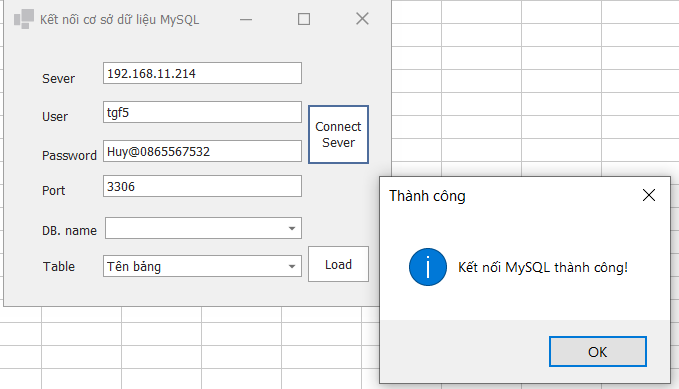 Kết nối cơ sở dữ liệu MySQL
Sever
192.168.11.214
User
tgf5
Connect
Sever
Password
Huy@0865567532
Port
3306
DB. name
Table
Tên bảng
Load
Thành công
Kết nối MySQL thành công!
OK